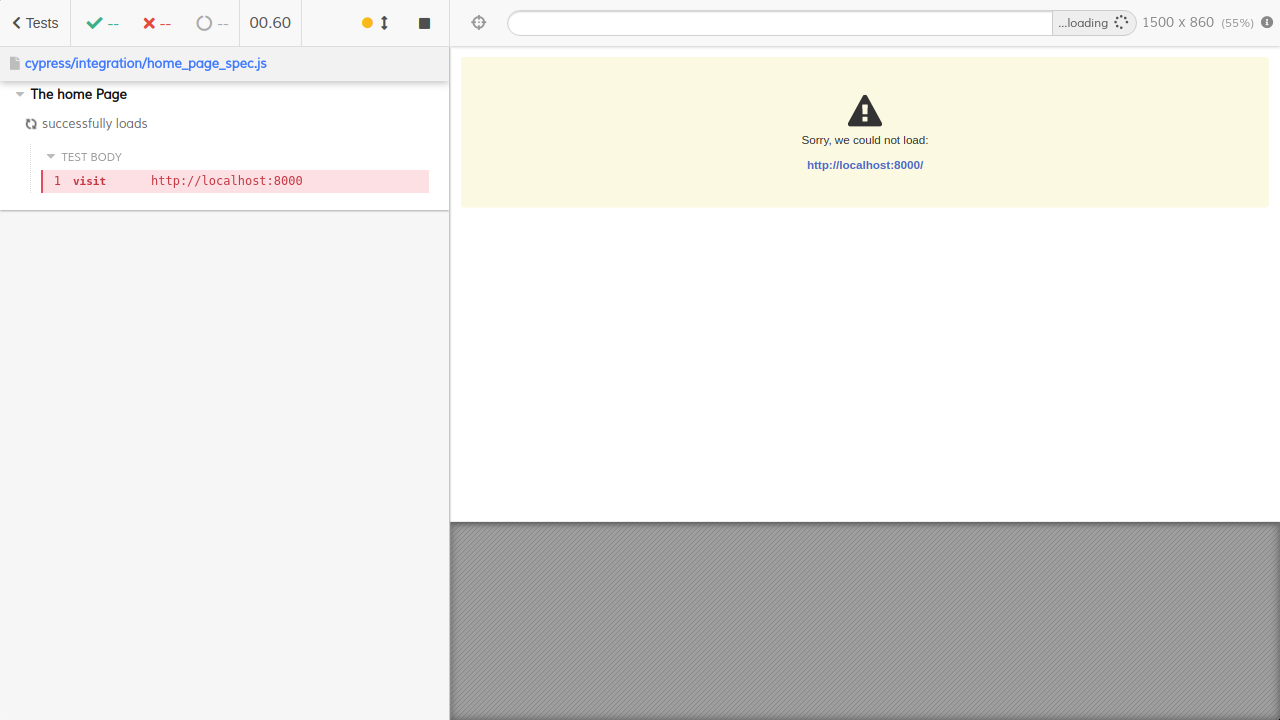 Tests -- -- -- 00.60
...loading 1500 x 860 (55%)
cypress/integration/home_page_spec.js
The home Page
successfully loads
TEST BODY
1 visit http://localhost:8000
Sorry, we could not load:
http://localhost:8000/